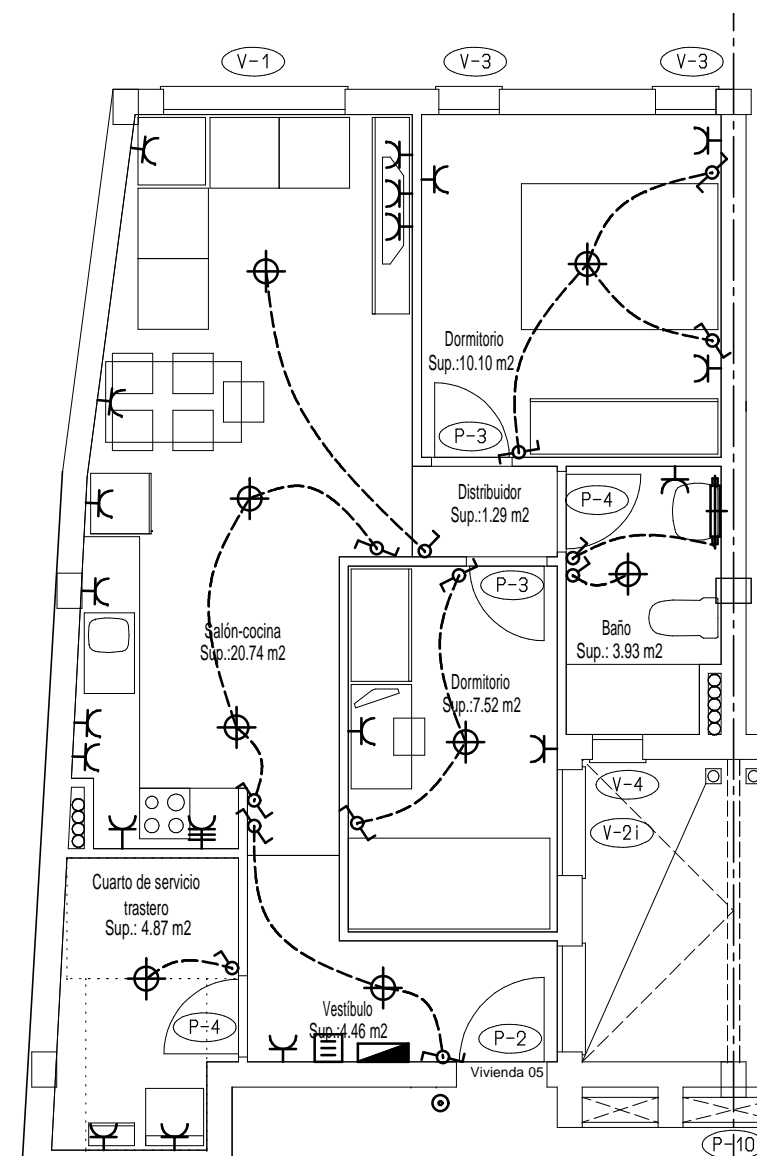 V-1
V-3
V-3
Dormitorio
Sup.:10.10 m2
P-3
Distribuidor
Sup.:1.29 m2
P-4
P-3
Salón-cocina
Sup.:20.74 m2
Baño
Sup.: 3.93 m2
Dormitorio
Sup.:7.52 m2
V-4
V-2i
Cuarto de servicio
trastero
Sup.: 4.87 m2
P-4
Vestíbulo
Sup.:4.46 m2
P-2
Vivienda 05
P-10